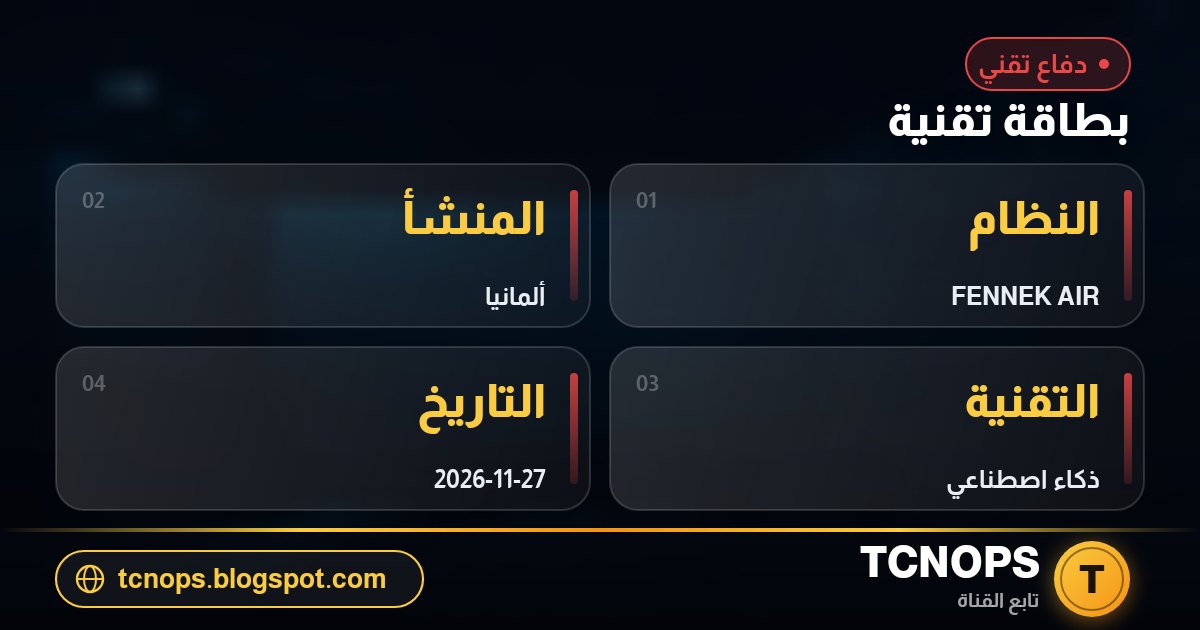 • دفاع تقني
بطاقة تقنية
01
النظام
FENNEK AIR
02
المنشأ
ألمانيا
03
التقنية
ذكاء اصطناعي
04
التاريخ
2026-11-27
T
TCNOPS
تابع القناة
tcnops.blogspot.com